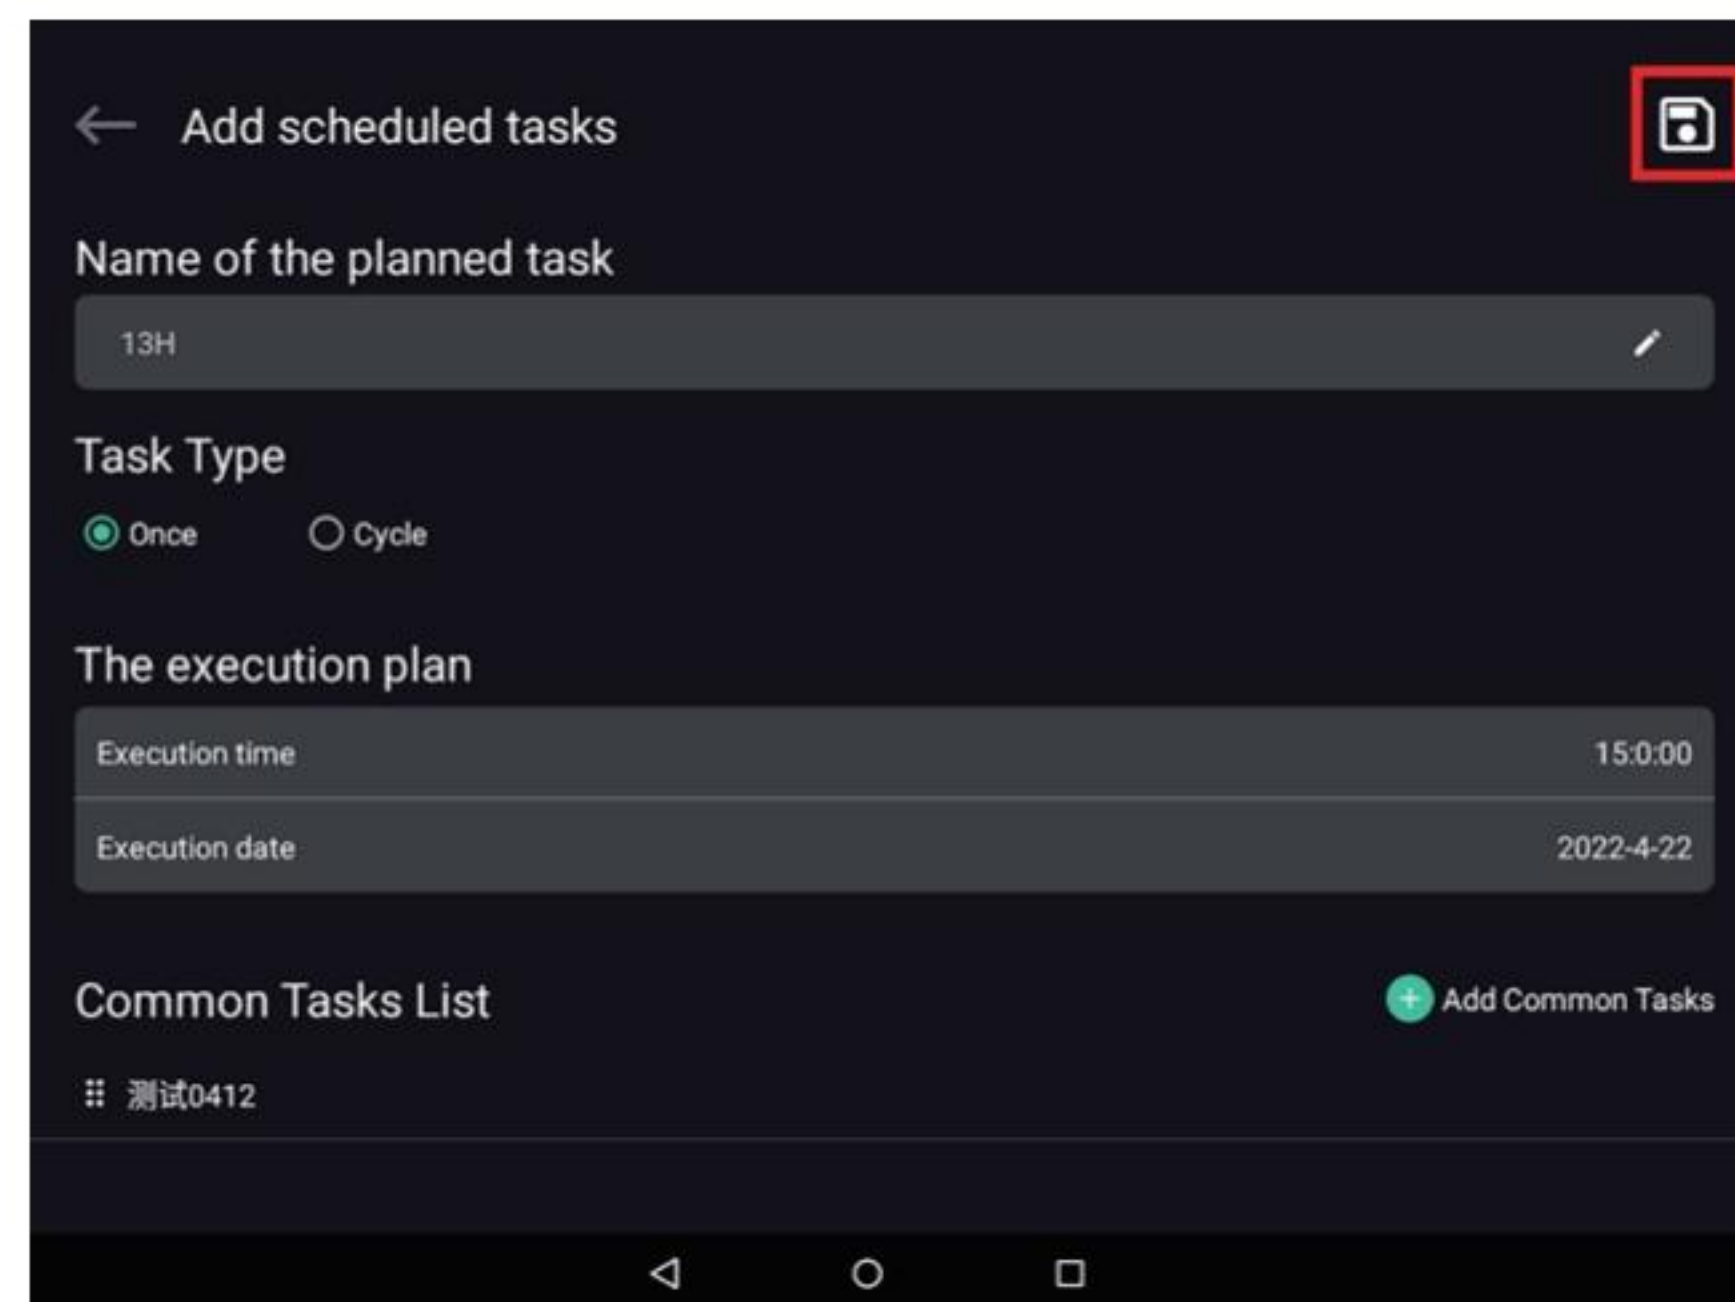 Add scheduled tasks
Name of the planned task
13H
Task Type
Once Cycle
The execution plan
Execution time 15:0:00
Execution date 2022-4-22
Common Tasks List Add Common Tasks
测试0412